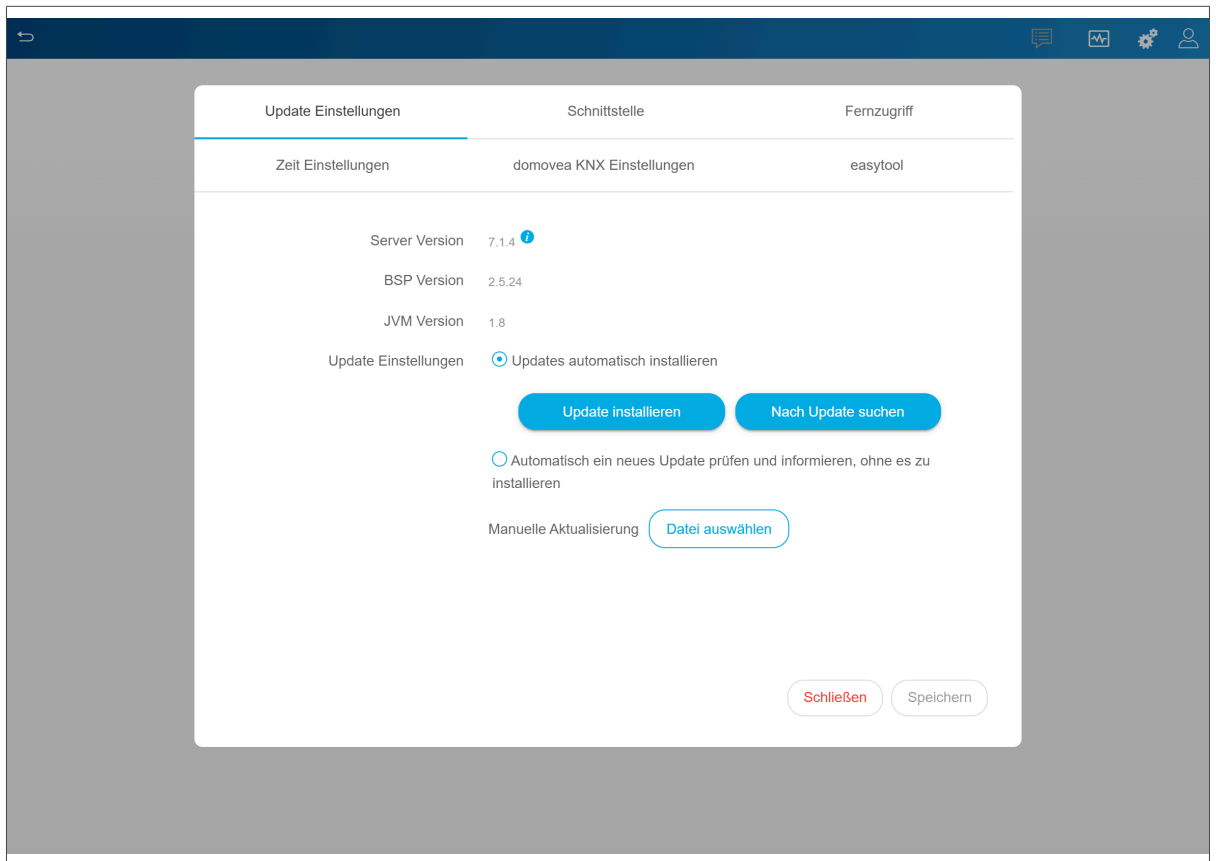 Update Einstellungen Schnittstelle Fernzugriff
Zeit Einstellungen domovea KNX Einstellungen easytool
Server Version 7.1.4
BSP Version 2.5.24
JVM Version 1.8
Update Einstellungen Updates automatisch installieren
Update installieren Nach Update suchen
Automatisch ein neues Update prüfen und informieren, ohne es zu
installieren
Manuelle Aktualisierung Datei auswählen
Schließen Speichern